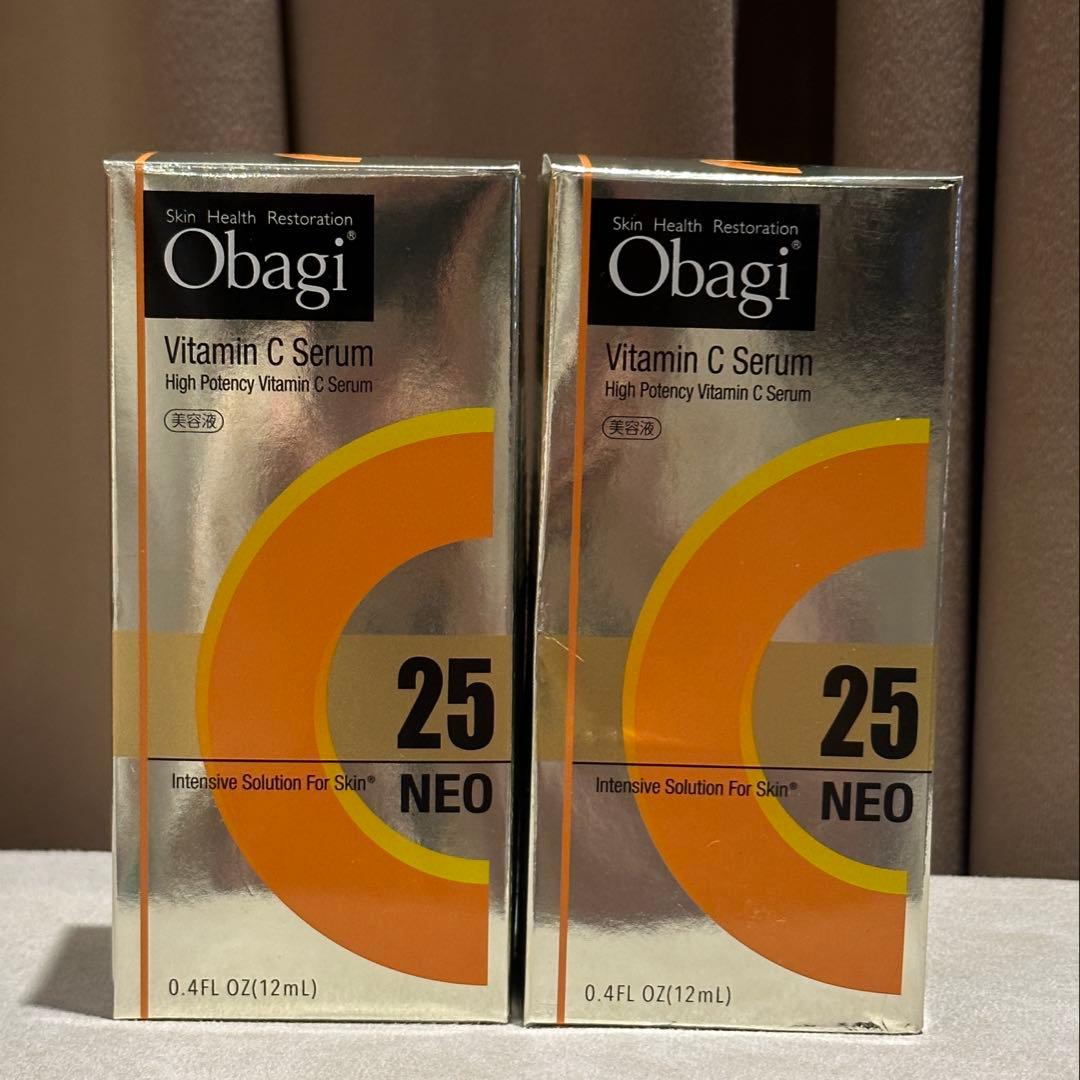 Skin Health Restoration
Obagi®
Vitamin C Serum
High Potency Vitamin C Serum
美容液
25
Intensive Solution For Skin®
NEO
0.4FL OZ(12mL)
Skin Health Restoration
Obagi®
Vitamin C Serum
High Potency Vitamin C Serum
美容液
25
Intensive Solution For Skin®
NEO
0.4FL OZ(12mL)